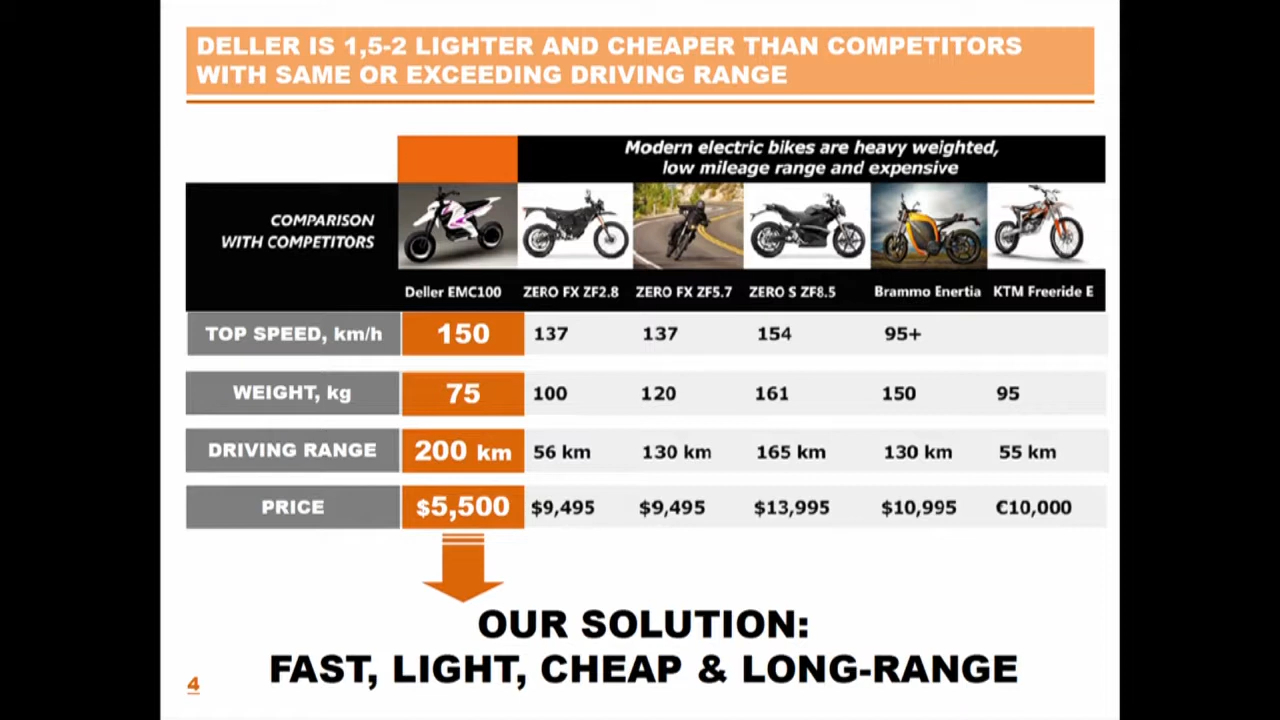 DELLER IS 1,5-2 LIGHTER AND CHEAPER THAN COMPETITORS
WITH SAME OR EXCEEDING DRIVING RANGE
Modern electric bikes are heavy weighted,
low mileage range and expensive
COMPARISON
WITH COMPETITORS
Deller EMC100 ZERO FX ZF2.8 ZERO FX ZF5.7 ZERO S ZF8.5 Brammo Enertia KTM Freeride E
TOP SPEED, km/h 150 137 137 154 95+
WEIGHT, kg 75 100 120 161 150 95
DRIVING RANGE 200 km 56 km 130 km 165 km 130 km 55 km
PRICE $5,500 $9,495 $9,495 $13,995 $10,995 €10,000
OUR SOLUTION:
FAST, LIGHT, CHEAP & LONG-RANGE
4